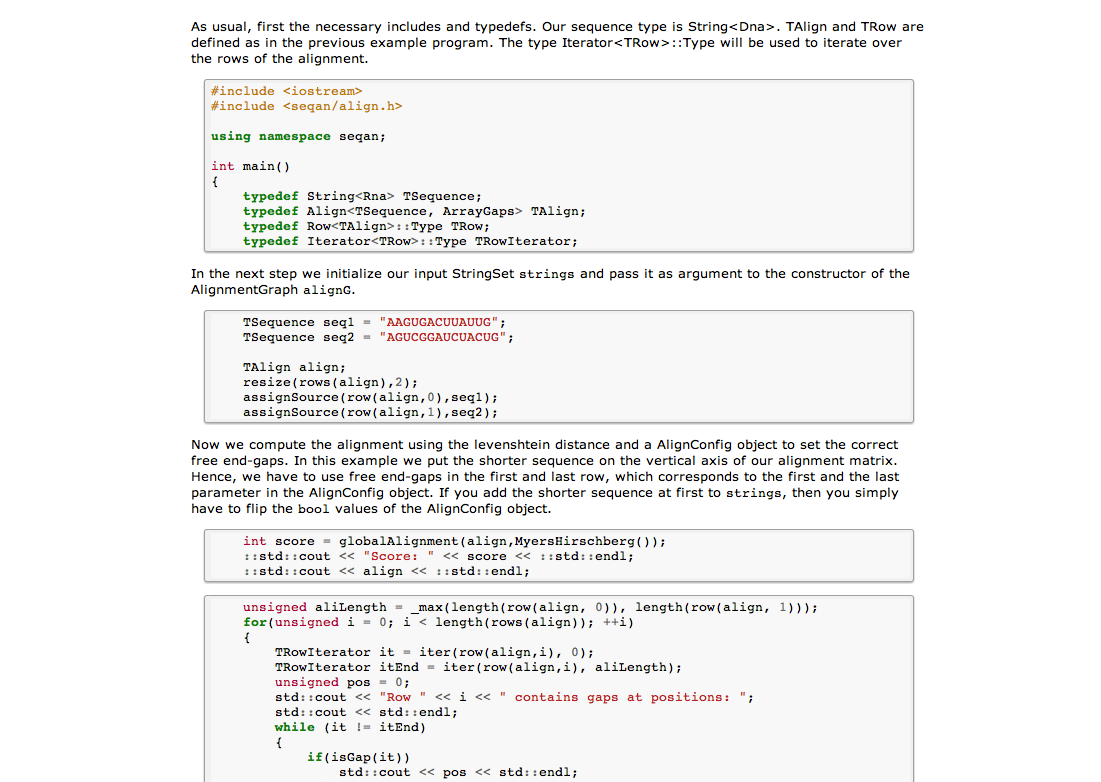 As usual, first the necessary includes and typedefs. Our sequence type is String<Dna>. TAlign and TRow are
defined as in the previous example program. The type Iterator<TRow>::Type will be used to iterate over
the rows of the alignment.
#include <iostream>
#include <seqan/align.h>
using namespace seqan;
int main()
{
    typedef String<Rna> TSequence;
    typedef Align<TSequence, ArrayGaps> TAlign;
    typedef Row<TAlign>::Type TRow;
    typedef Iterator<TRow>::Type TRowIterator;
In the next step we initialize our input StringSet strings and pass it as argument to the constructor of the
AlignmentGraph alignG.
    TSequence seq1 = "AAGUGACUUAUUG";
    TSequence seq2 = "AGUCGGAUCUACUG";
    TAlign align;
    resize(rows(align),2);
    assignSource(row(align,0),seq1);
    assignSource(row(align,1),seq2);
Now we compute the alignment using the levenshtein distance and a AlignConfig object to set the correct
free end-gaps. In this example we put the shorter sequence on the vertical axis of our alignment matrix.
Hence, we have to use free end-gaps in the first and last row, which corresponds to the first and the last
parameter in the AlignConfig object. If you add the shorter sequence at first to strings, then you simply
have to flip the bool values of the AlignConfig object.
    int score = globalAlignment(align,MyersHirschberg());
    ::std::cout << "Score: " << score << ::std::endl;
    ::std::cout << align << ::std::endl;
    unsigned aliLength = _max(length(row(align, 0)), length(row(align, 1)));
    for(unsigned i = 0; i < length(rows(align)); ++i)
    {
        TRowIterator it = iter(row(align,i), 0);
        TRowIterator itEnd = iter(row(align,i), aliLength);
        unsigned pos = 0;
        std::cout << "Row " << i << " contains gaps at positions: ";
        std::cout << std::endl;
        while (it != itEnd)
        {
            if(isGap(it))
                std::cout << pos << std::endl;